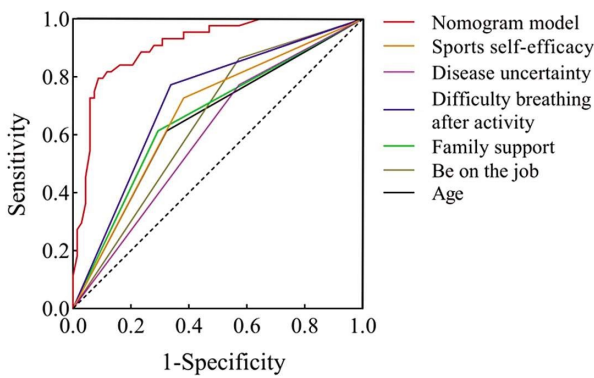 1.0
0.8
0.6
0.4
0.2
0.0
Sensitivity
0.0 0.2 0.4 0.6 0.8 1.0
1-Specificity
Nomogram model
Sports self-efficacy
Disease uncertainty
Difficulty breathing
after activity
Family support
Be on the job
Age